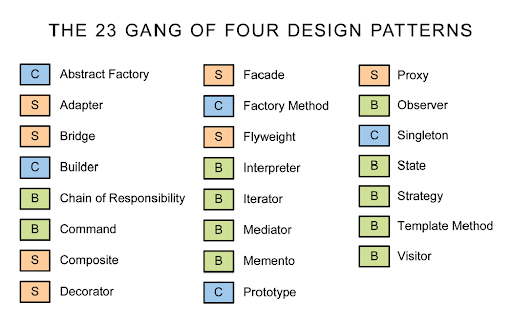 THE 23 GANG OF FOUR DESIGN PATTERNS
C Abstract Factory
S Adapter
S Bridge
C Builder
B Chain of Responsibility
B Command
S Composite
S Decorator
S Facade
C Factory Method
S Flyweight
B Interpreter
B Iterator
B Mediator
B Memento
C Prototype
S Proxy
B Observer
C Singleton
B State
B Strategy
B Template Method
B Visitor